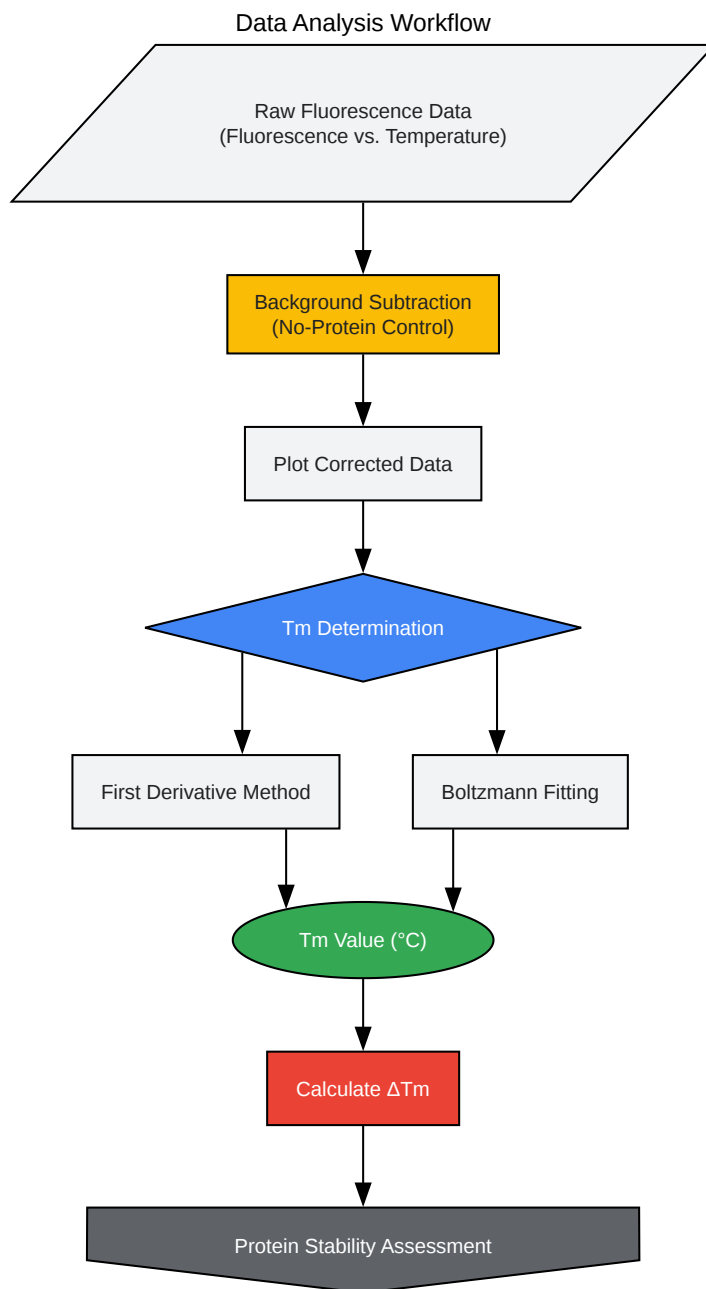 Data Analysis Workflow
Raw Fluorescence Data
(Fluorescence vs. Temperature)
Background Subtraction
(No-Protein Control)
Plot Corrected Data
Tm Determination
First Derivative Method
Boltzmann Fitting
Tm Value (°C)
Calculate ΔTm
Protein Stability Assessment